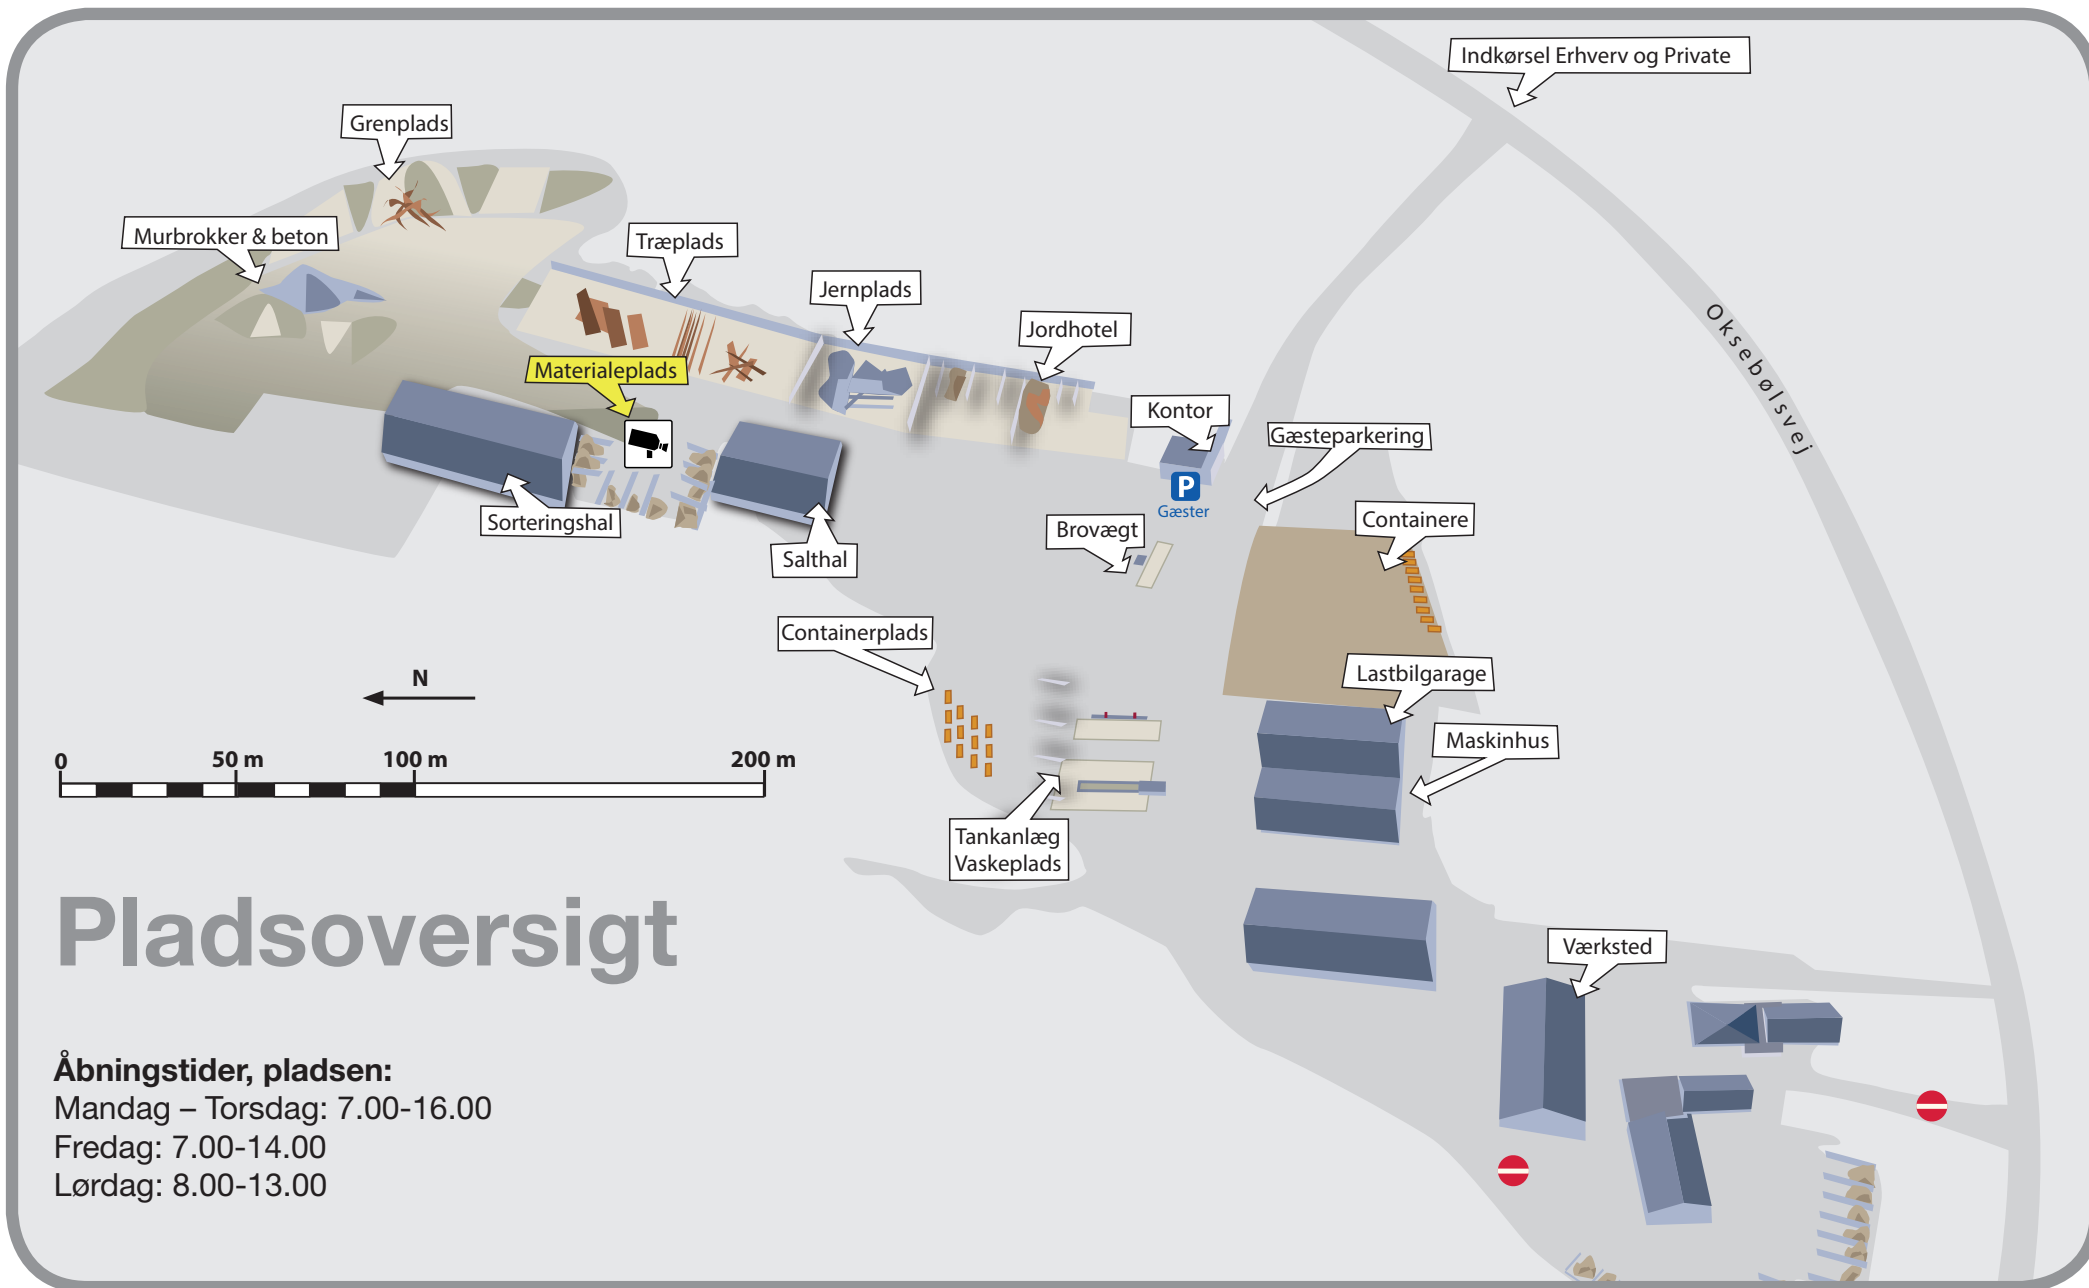 Indkørsel Erhverv og Private
Grenplads
Murbrokker & beton
Træplads
Jernplads
Jordhotel
Oksebølsvej
Materialeplads
Kontor
Gæsteparkering
P
Gæster
Containere
Sorteringshal
Brovægt
Salthal
Containerplads
Lastbilgarage
N
Maskinhus
0 50 m 100 m 200 m
Tankanlæg
Vaskeplads
Pladsoversigt
Værksted
Åbningstider, pladsen:
Mandag – Torsdag: 7.00-16.00
Fredag: 7.00-14.00
Lørdag: 8.00-13.00